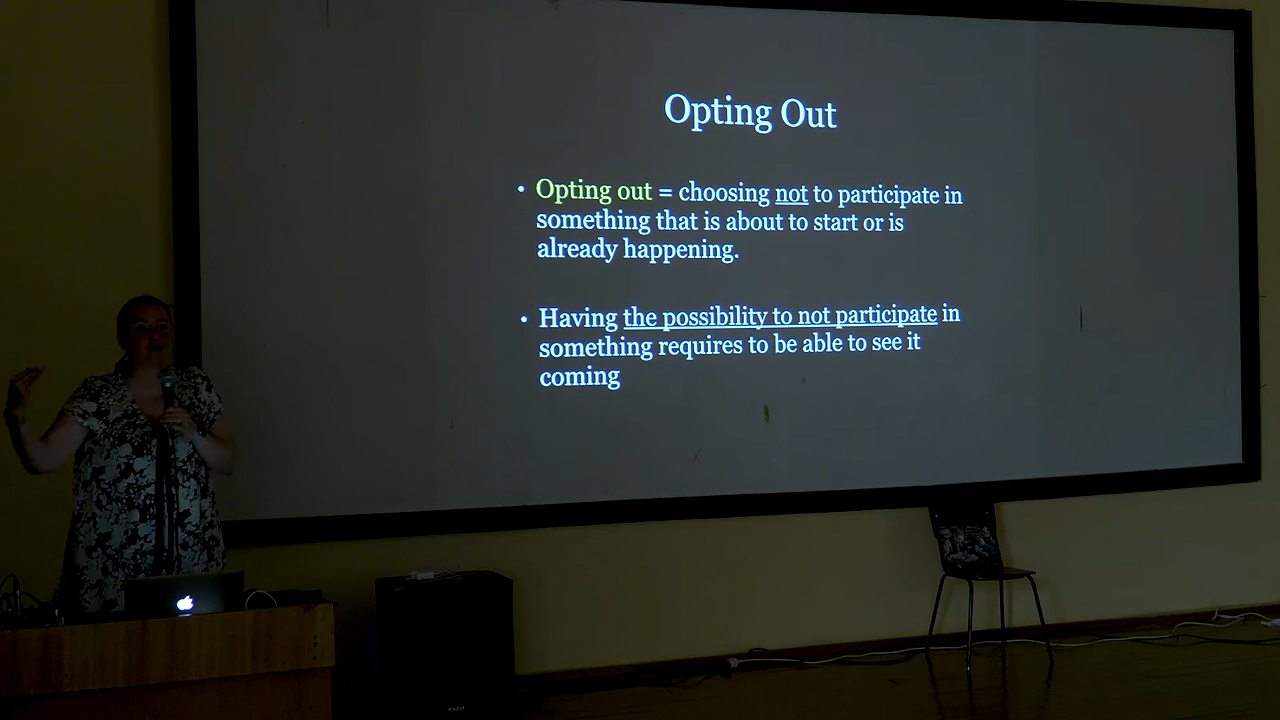 Opting Out
• Opting out = choosing not to participate in
something that is about to start or is
already happening.
• Having the possibility to not participate in
something requires to be able to see it
coming